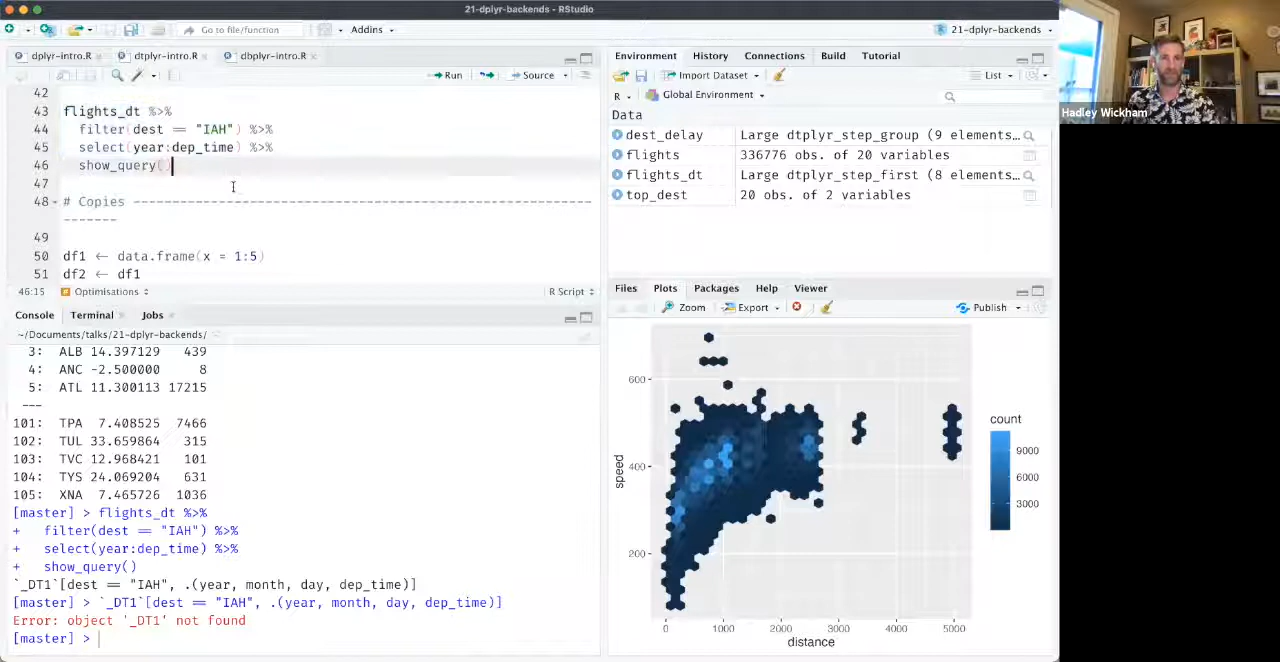 21-dplyr-backends - RStudio
Go to file/function
Addins
21-dplyr-backends
dplyr-intro.R
dtplyr-intro.R
dbplyr-intro.R
Run
Source
42
43 flights_dt %>%
44 filter(dest == "IAH") %>%
45 select(year:dep_time) %>%
46 show_query()
47
48 # Copies ----------------------------------------------------------------
-------
49
50 df1 <- data.frame(x = 1:5)
51 df2 <- df1
46:15
Optimisations
R Script
Console
Terminal
Jobs
~/Documents/talks/21-dplyr-backends/
3: ALB 14.397129 439
4: ANC -2.500000 8
5: ATL 11.300113 17215
---
101: TPA 7.408525 7466
102: TUL 33.659864 315
103: TVC 12.968421 101
104: TYS 24.069204 631
105: XNA 7.465726 1036
[master] > flights_dt %>%
+ filter(dest == "IAH") %>%
+ select(year:dep_time) %>%
+ show_query()
`_DT1`[dest == "IAH", .(year, month, day, dep_time)]
[master] > `_DT1`[dest == "IAH", .(year, month, day, dep_time)]
Error: object '_DT1' not found
[master] >
Environment
History
Connections
Build
Tutorial
Import Dataset
List
R
Global Environment
Data
dest_delay Large dtplyr_step_group (9 elements…
flights 336776 obs. of 20 variables
flights_dt Large dtplyr_step_first (8 elements…
top_dest 20 obs. of 2 variables
Files
Plots
Packages
Help
Viewer
Zoom
Export
Publish
600
400
200
speed
0
1000
2000
3000
4000
5000
distance
count
9000
6000
3000
Hadley Wickham